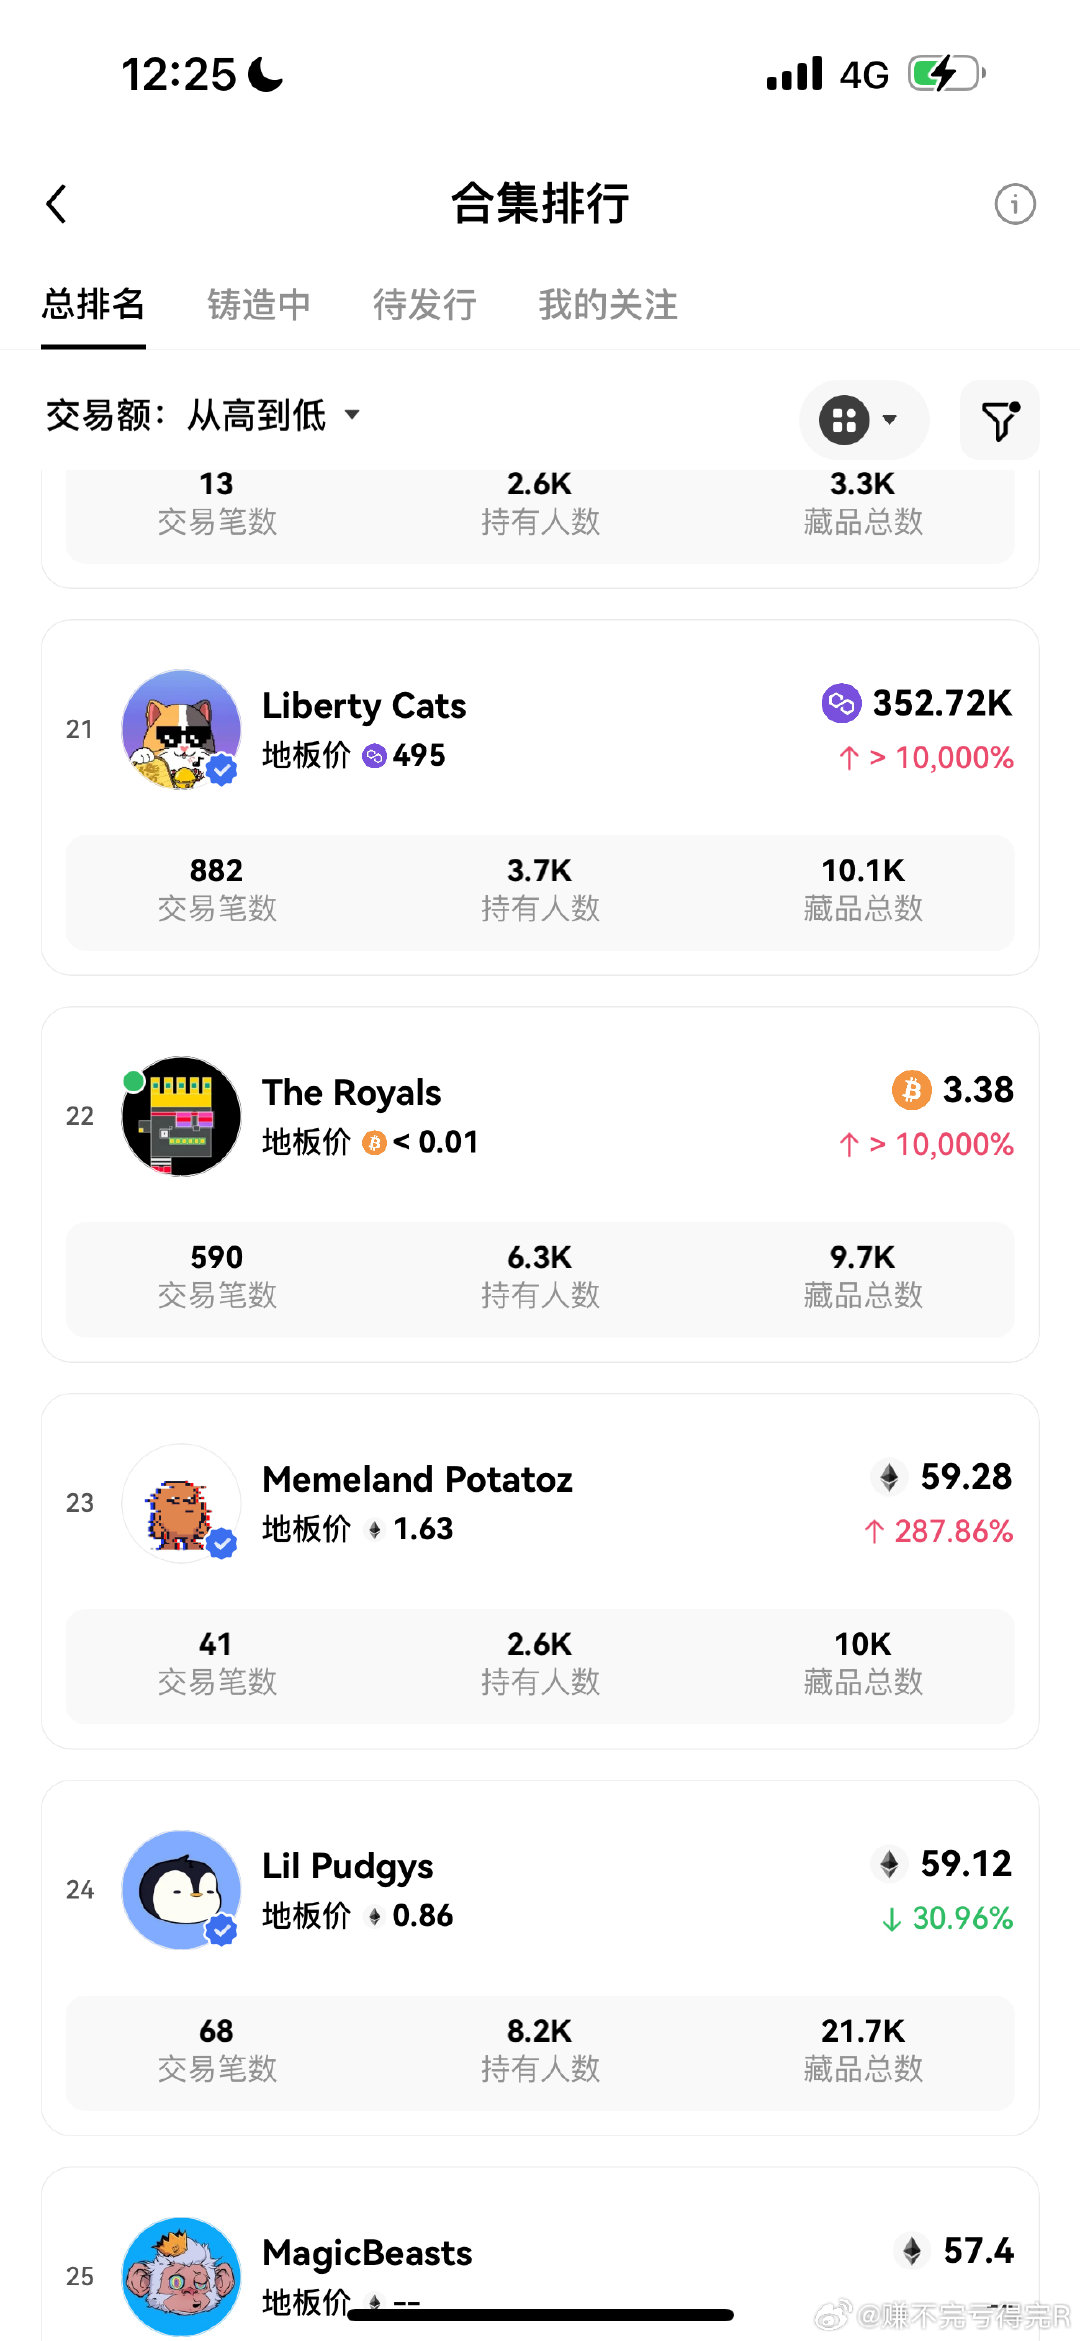 12:25
4G
合集排行
总排名 铸造中 待发行 我的关注
交易额：从高到低
13 2.6K 3.3K
交易笔数 持有人数 藏品总数
21
Liberty Cats
352.72K
地板价 495
↑ > 10,000%
882 3.7K 10.1K
交易笔数 持有人数 藏品总数
22
The Royals
3.38
地板价 < 0.01
↑ > 10,000%
590 6.3K 9.7K
交易笔数 持有人数 藏品总数
23
Memeland Potatoz
59.28
地板价 1.63
↑ 287.86%
41 2.6K 10K
交易笔数 持有人数 藏品总数
24
Lil Pudgys
59.12
地板价 0.86
↓ 30.96%
68 8.2K 21.7K
交易笔数 持有人数 藏品总数
25
MagicBeasts
57.4
地板价 --
@赚不完亏得完R